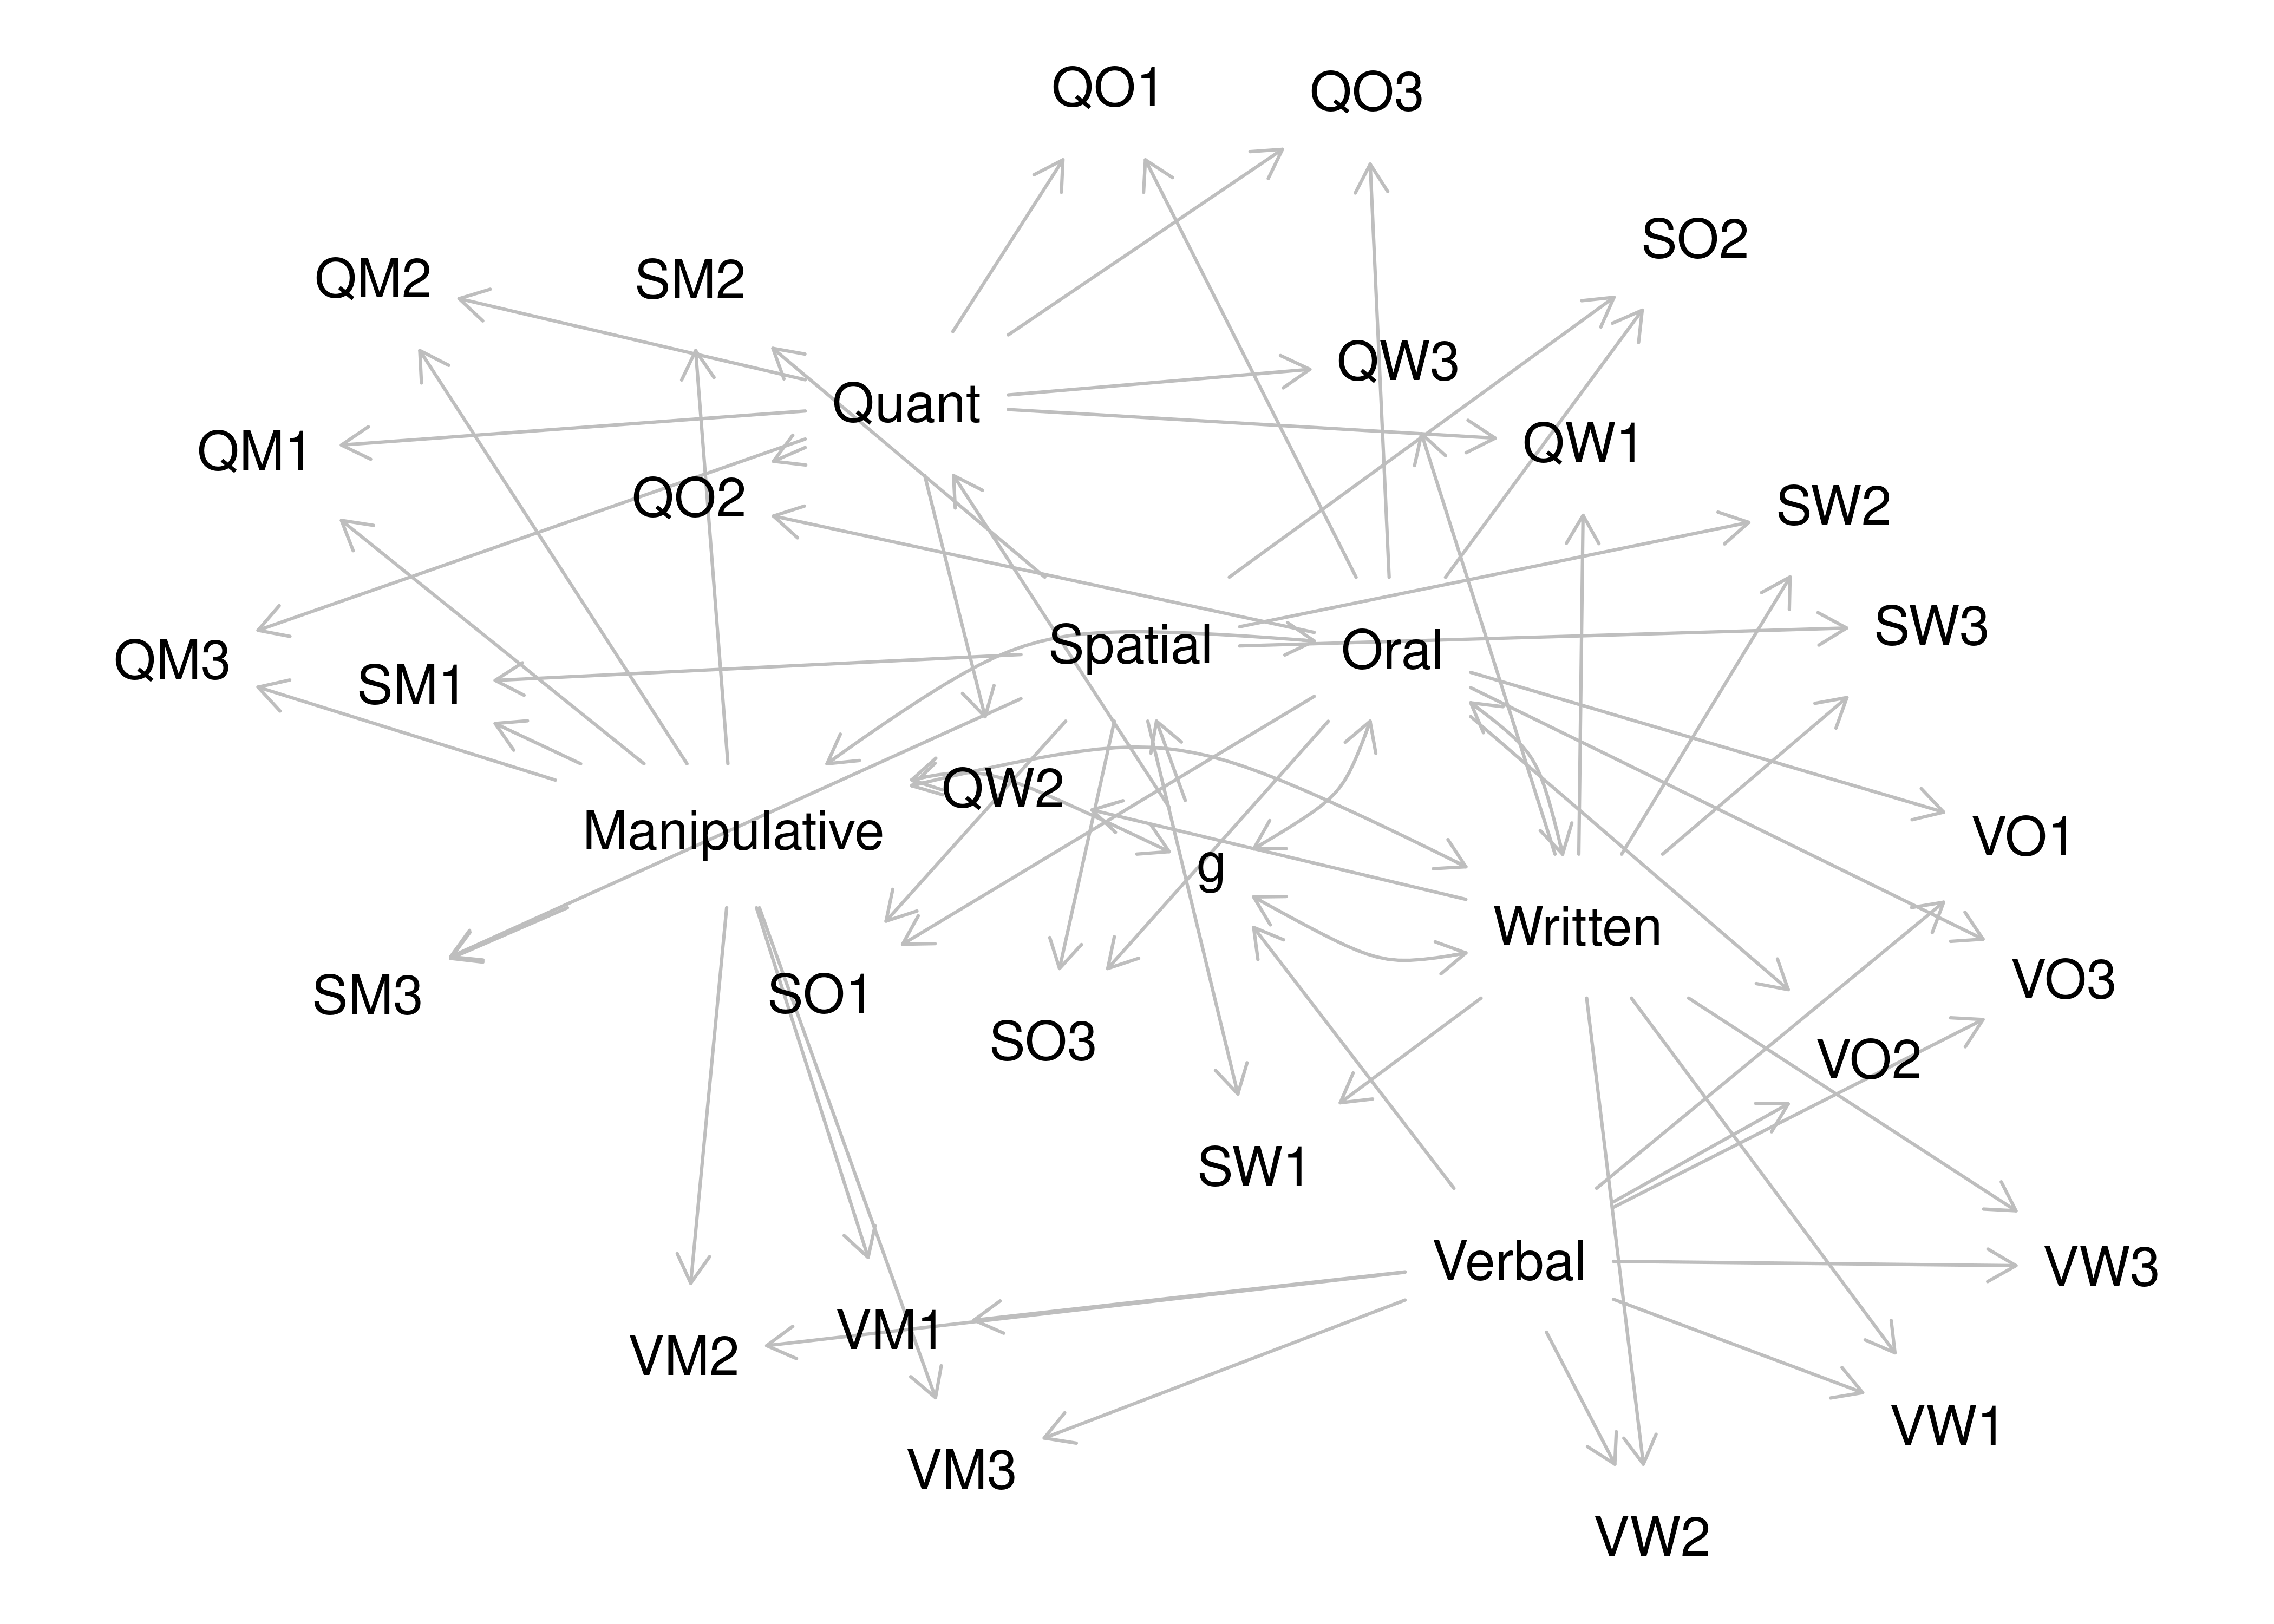 QO1
QO3
SO2
QM2
SM2
QW3
Quant
QW1
QM1
QO2
SW2
SW3
Spatial
Oral
QM3
SM1
QW2
Manipulative
VO1
g
Written
VO3
SM3
SO1
SO3
VO2
SW1
Verbal
VW3
VM1
VM2
VW1
VM3
VW2